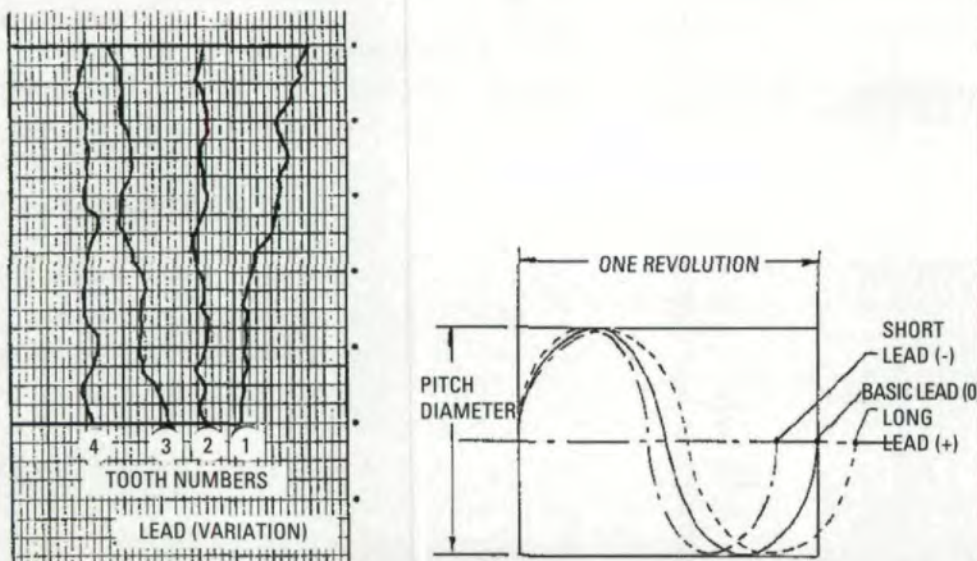 4 3 2 1
TOOTH NUMBERS
LEAD (VARIATION)
ONE REVOLUTION
PITCH
DIAMETER
SHORT
LEAD (-)
BASIC LEAD (0
LONG
LEAD (+)